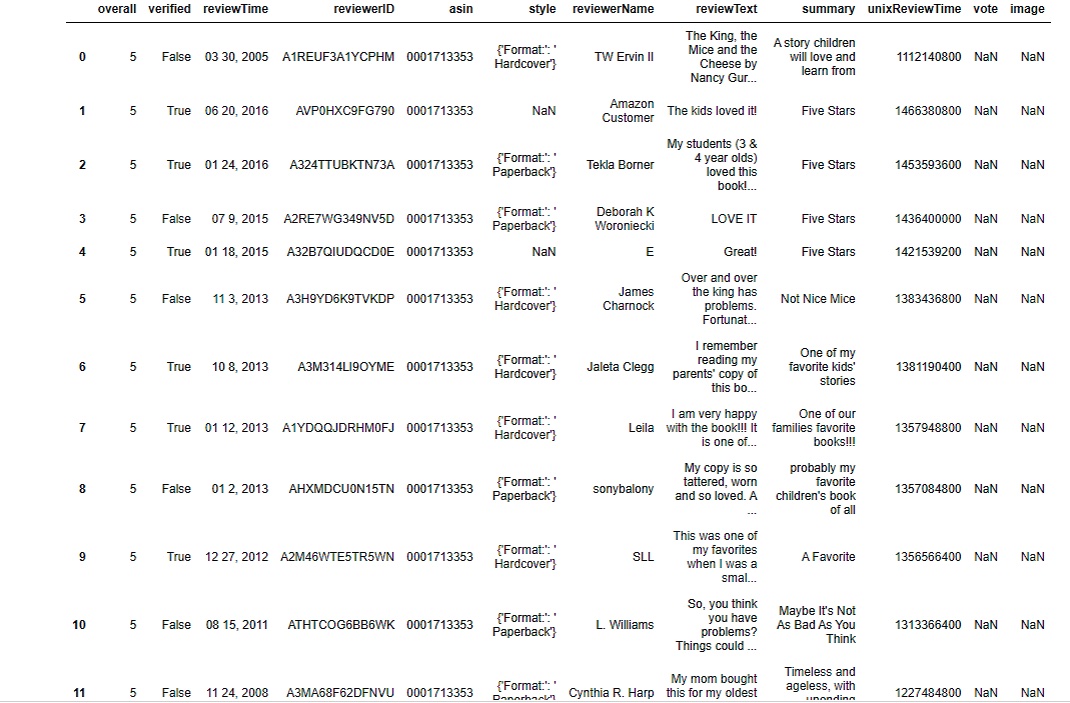 overall verified reviewTime reviewerID asin style reviewerName reviewText summary unixReviewTime vote image
0 5 False 03 30, 2005 A1REUF3A1YCPHM 0001713353 {'Format:': ' Hardcover'} TW Ervin II The King, the Mice and the Cheese by Nancy Gur... A story children will love and learn from 1112140800 NaN NaN
1 5 True 06 20, 2016 AVP0HXC9FG790 0001713353 NaN Amazon Customer The kids loved it! Five Stars 1466380800 NaN NaN
2 5 True 01 24, 2016 A324TTUBKTN73A 0001713353 {'Format:': ' Paperback'} Tekla Borner My students (3 & 4 year olds) loved this book!... Five Stars 1453593600 NaN NaN
3 5 False 07 9, 2015 A2RE7WG349NV5D 0001713353 {'Format:': ' Paperback'} Deborah K Woroniecki LOVE IT Five Stars 1436400000 NaN NaN
4 5 True 01 18, 2015 A32B7QIUDQCD0E 0001713353 NaN E Great! Five Stars 1421539200 NaN NaN
5 5 False 11 3, 2013 A3H9YD6K9TVKDP 0001713353 {'Format:': ' Hardcover'} James Charnock Over and over the king has problems. Fortunat... Not Nice Mice 1383436800 NaN NaN
6 5 True 10 8, 2013 A3M314LI9OYME 0001713353 {'Format:': ' Hardcover'} Jaleta Clegg I remember reading my parents' copy of this bo... One of my favorite kids' stories 1381190400 NaN NaN
7 5 True 01 12, 2013 A1YDQQJDRHM0FJ 0001713353 {'Format:': ' Hardcover'} Leila I am very happy with the book!!! It is one of... One of our families favorite books!!! 1357948800 NaN NaN
8 5 False 01 2, 2013 AHXMDCU0N15TN 0001713353 {'Format:': ' Paperback'} sonybalony My copy is so tattered, worn and so loved. A ... probably my favorite children's book of all 1357084800 NaN NaN
9 5 True 12 27, 2012 A2M46WTE5TR5WN 0001713353 {'Format:': ' Hardcover'} SLL This was one of my favorites when I was a smal... A Favorite 1356566400 NaN NaN
10 5 False 08 15, 2011 ATHTCOG6BB6WK 0001713353 {'Format:': ' Paperback'} L. Williams So, you think you have problems? Things could ... Maybe It's Not As Bad As You Think 1313366400 NaN NaN
11 5 False 11 24, 2008 A3MA68F62DFNVU 0001713353 {'Format:': ' Paperback'} Cynthia R. Harp My mom bought this for my oldest Timeless and ageless, with 1227484800 NaN NaN